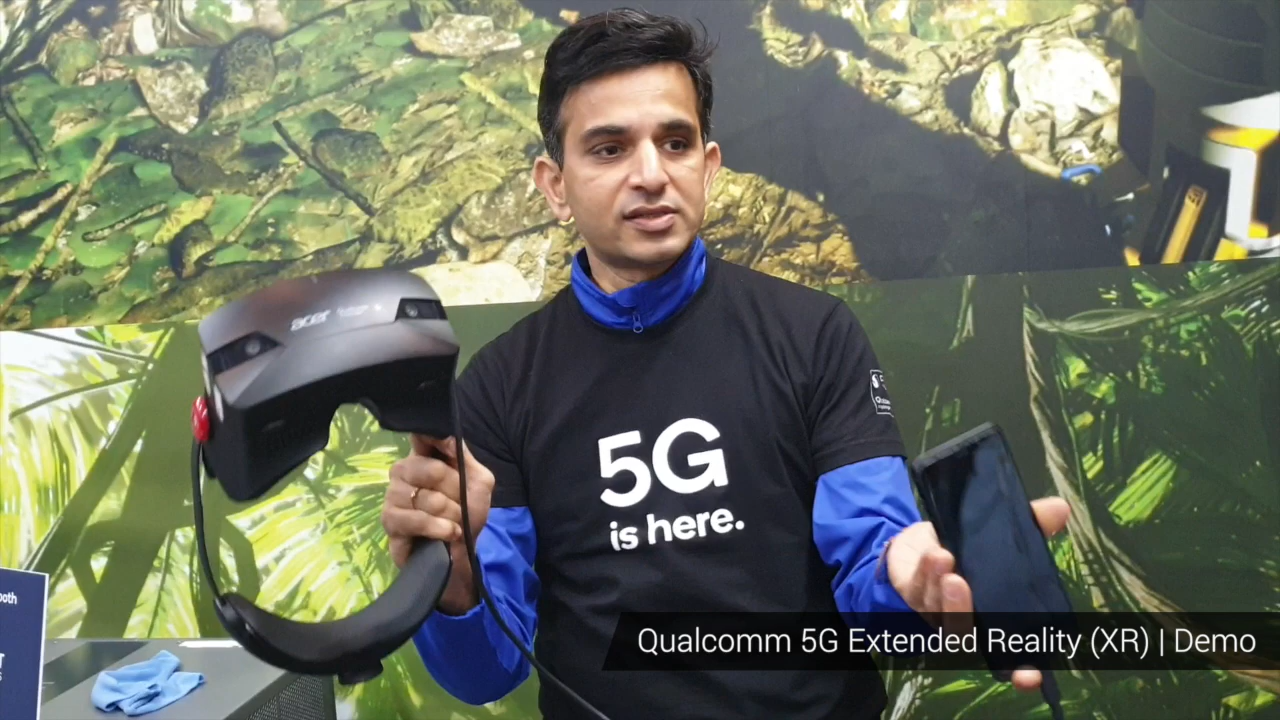 acer
5G
is here.
ooth
T
S
Qualcomm 5G Extended Reality (XR) | Demo